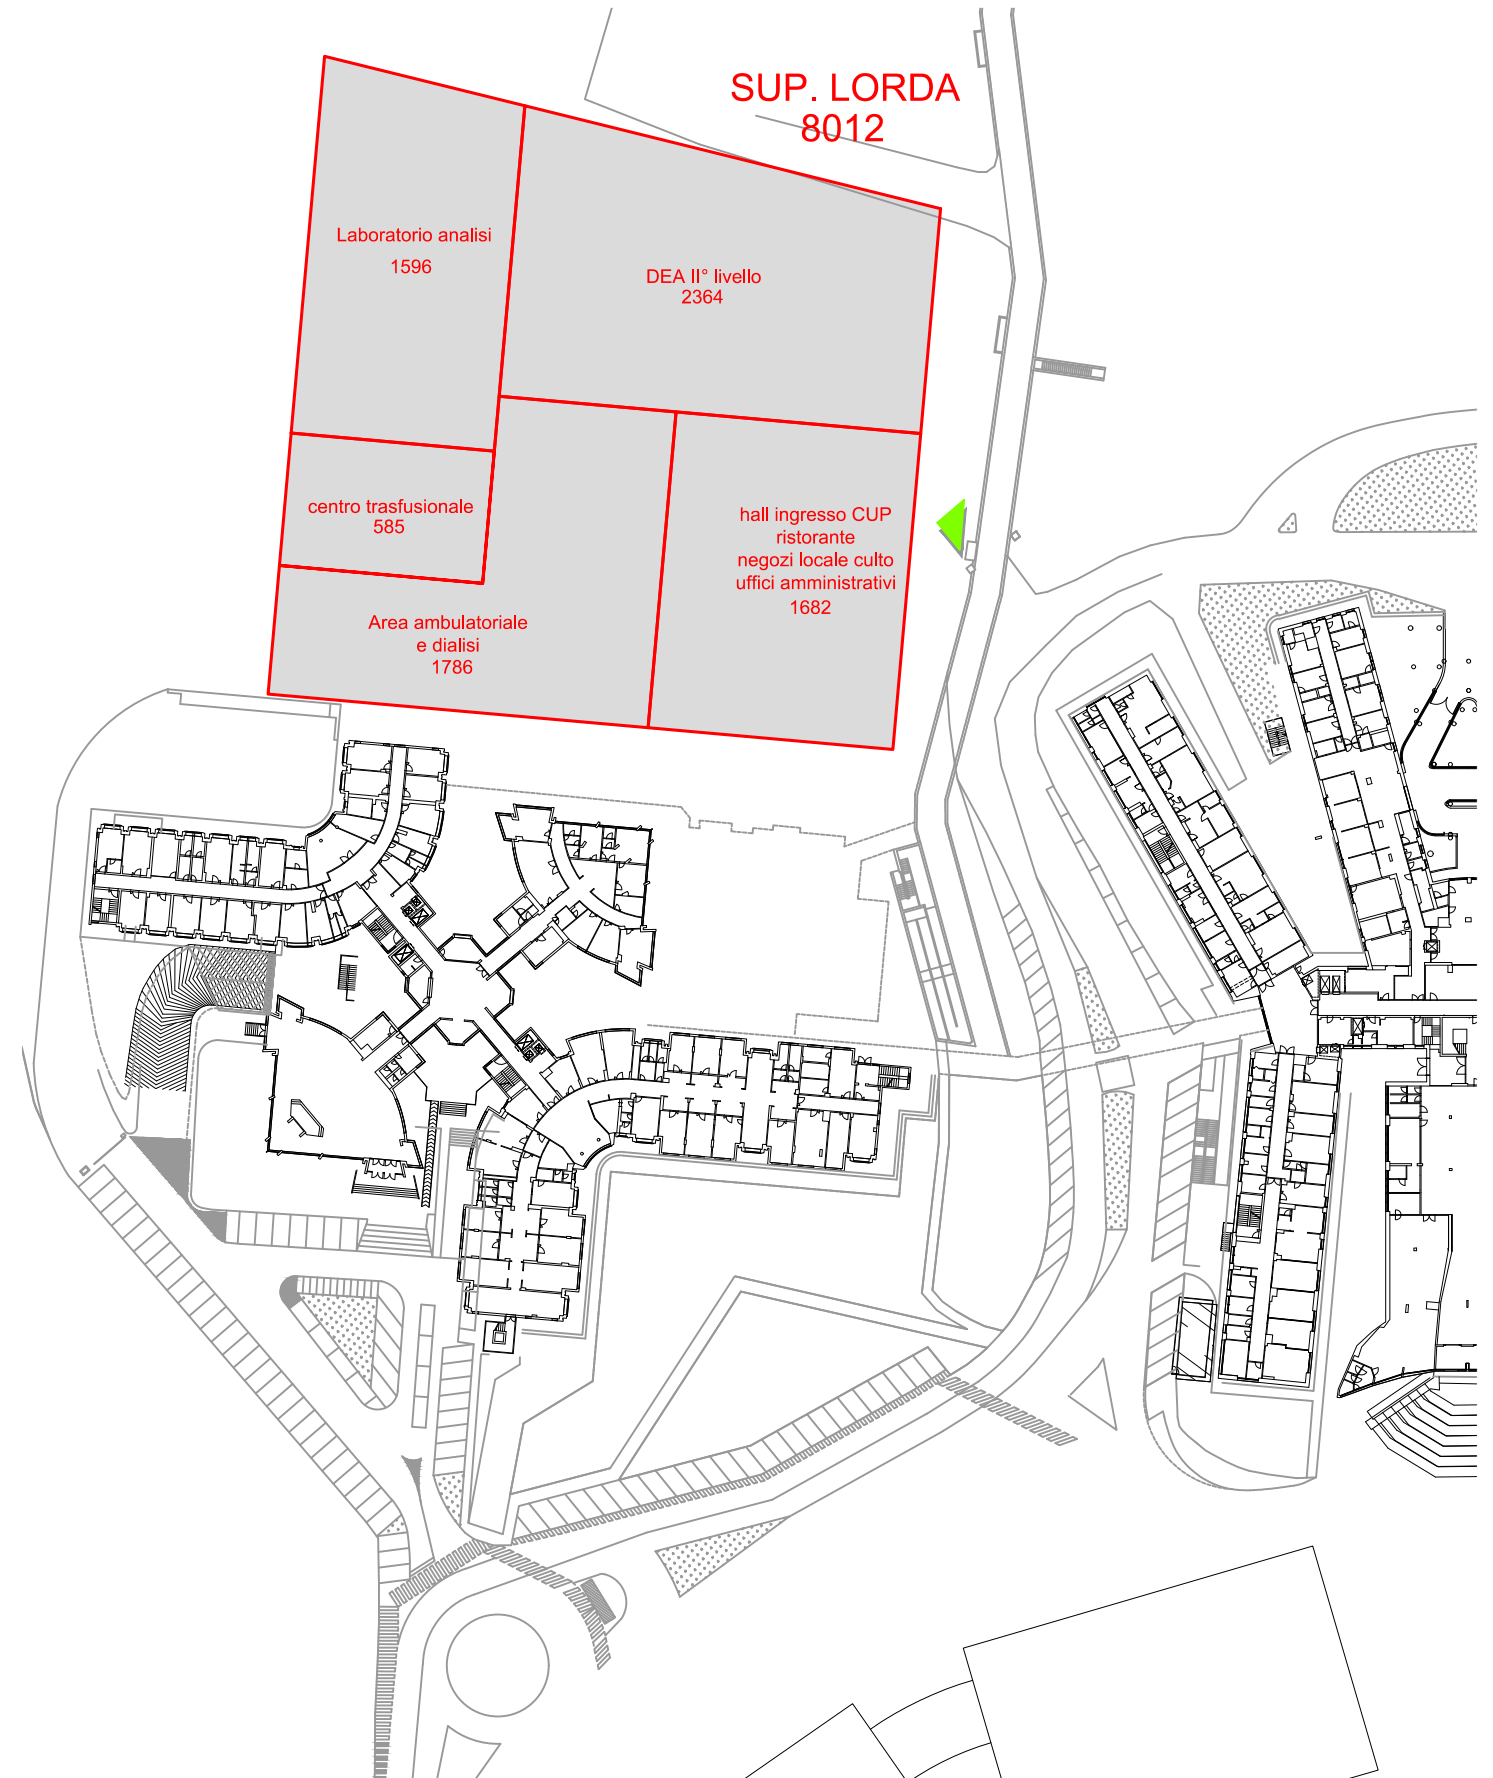 SUP. LORDA
8012
Laboratorio analisi
1596
DEA II° livello
2364
centro trasfusionale
585
hall ingresso CUP
ristorante
negozi locale culto
uffici amministrativi
1682
Area ambulatoriale
e dialisi
1786